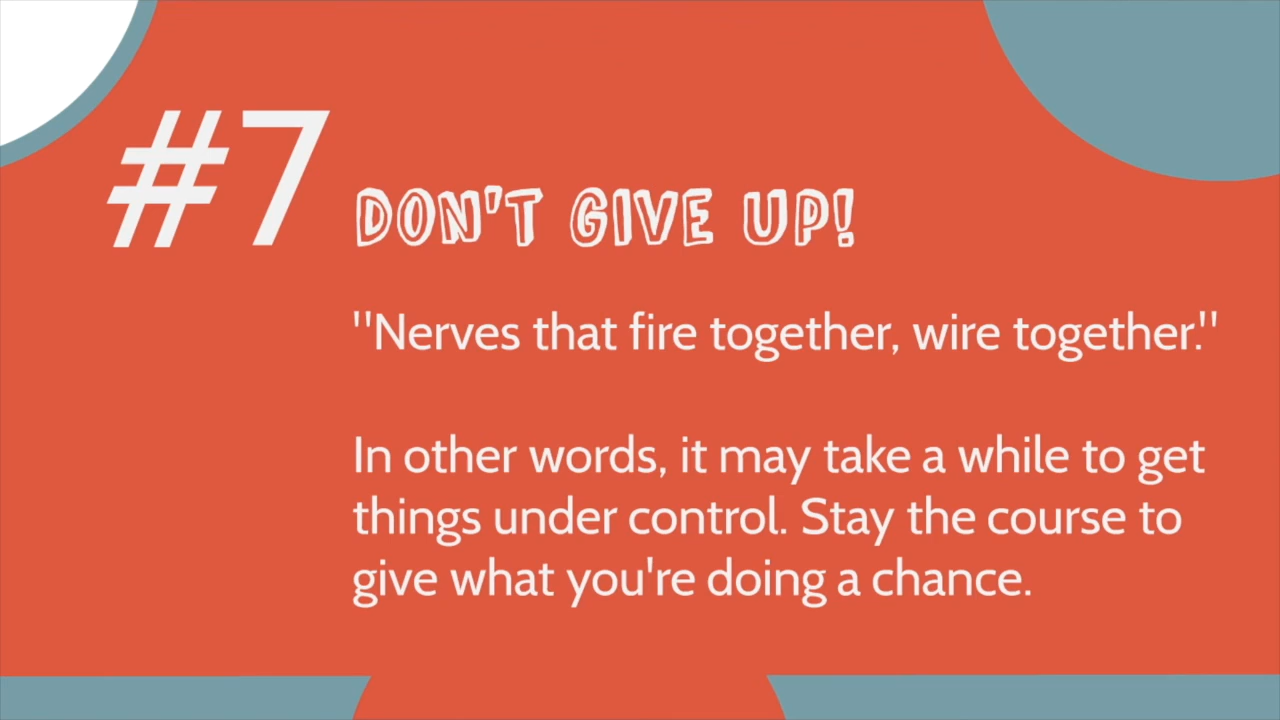 #7 DON'T GIVE UP!
"Nerves that fire together, wire together."
In other words, it may take a while to get
things under control. Stay the course to
give what you're doing a chance.